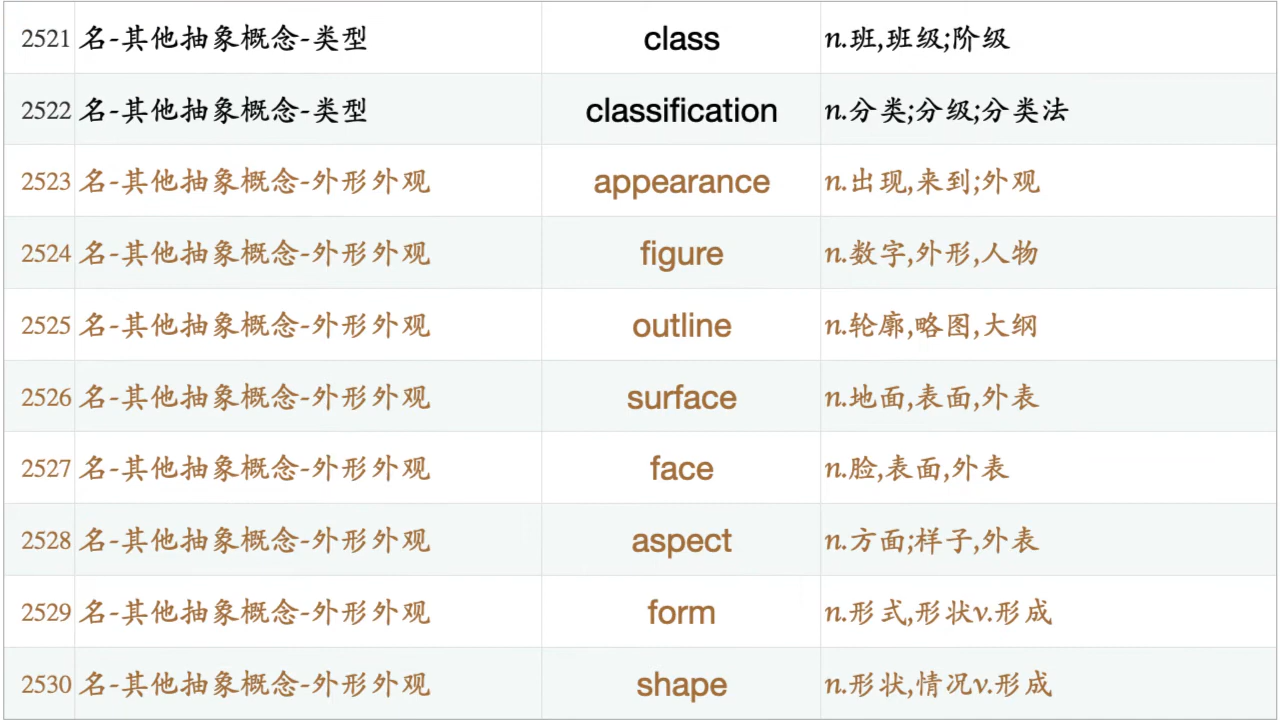 2521 名-其他抽象概念-类型 class n.班,班级;阶级
2522 名-其他抽象概念-类型 classification n.分类;分级;分类法
2523 名-其他抽象概念-外形外观 appearance n.出现,来到;外观
2524 名-其他抽象概念-外形外观 figure n.数字,外形,人物
2525 名-其他抽象概念-外形外观 outline n.轮廓,略图,大纲
2526 名-其他抽象概念-外形外观 surface n.地面,表面,外表
2527 名-其他抽象概念-外形外观 face n.脸,表面,外表
2528 名-其他抽象概念-外形外观 aspect n.方面;样子,外表
2529 名-其他抽象概念-外形外观 form n.形式,形状v.形成
2530 名-其他抽象概念-外形外观 shape n.形状,情况v.形成